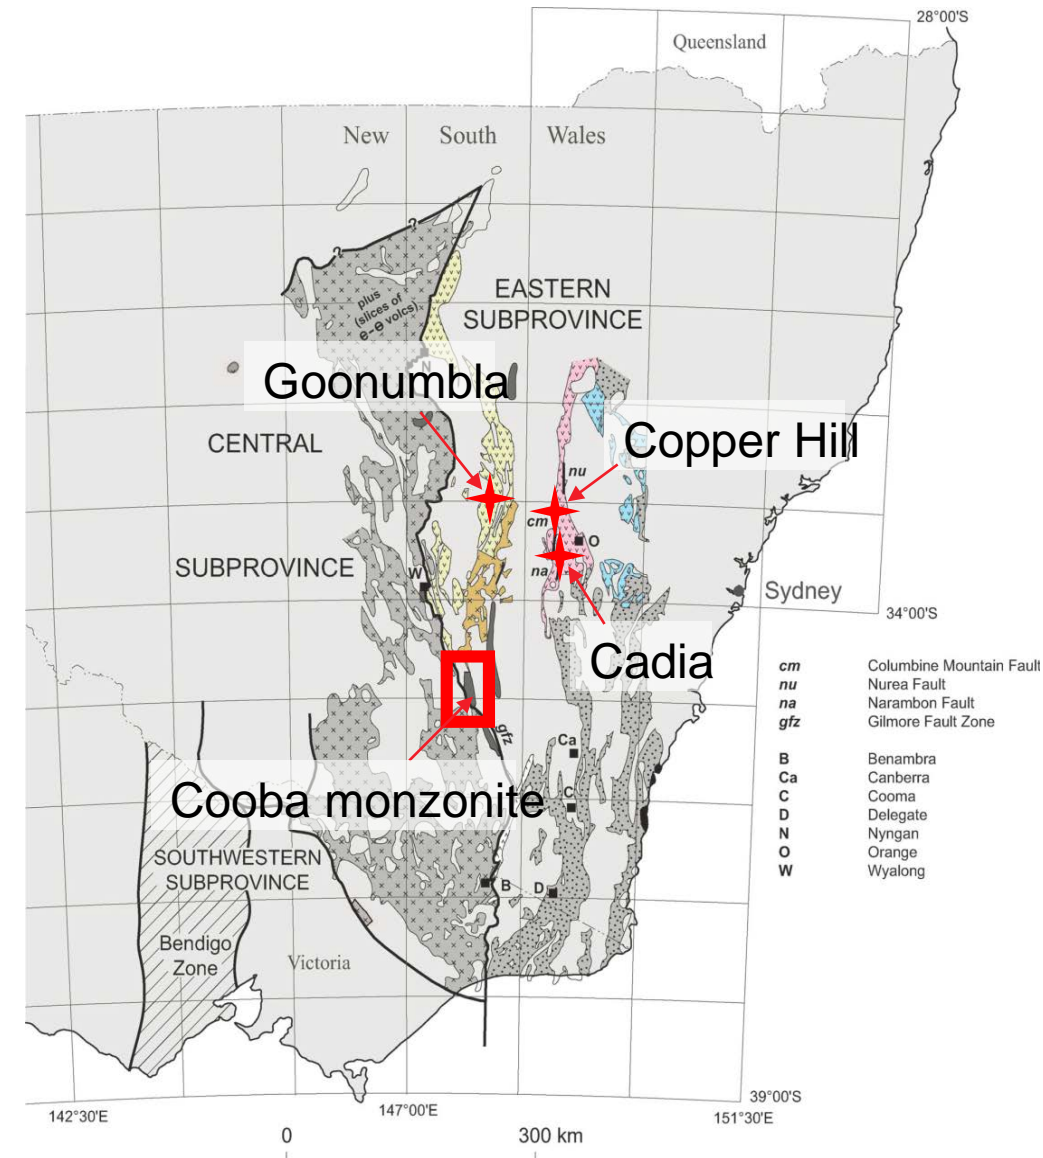 28°00'S
Queensland
New South Wales
?
?
plus
(slices of
e-o volcs)
EASTERN
SUBPROVINCE
N
Goonumbla
CENTRAL
Copper Hill
nu
cm
O
SUBPROVINCE
na
W
Sydney
34°00'S
Cadia
cm Columbine Mountain Fault
nu Nurea Fault
na Narambon Fault
gfz Gilmore Fault Zone
gfz
Ca
B Benambra
Ca Canberra
C Cooma
D Delegate
N Nyngan
O Orange
W Wyalong
C
Cooba monzonite
SOUTHWESTERN
SUBPROVINCE
B
D
Bendigo
Zone
Victoria
39°00'S
142°30'E
147°00'E
151°30'E
0
300 km